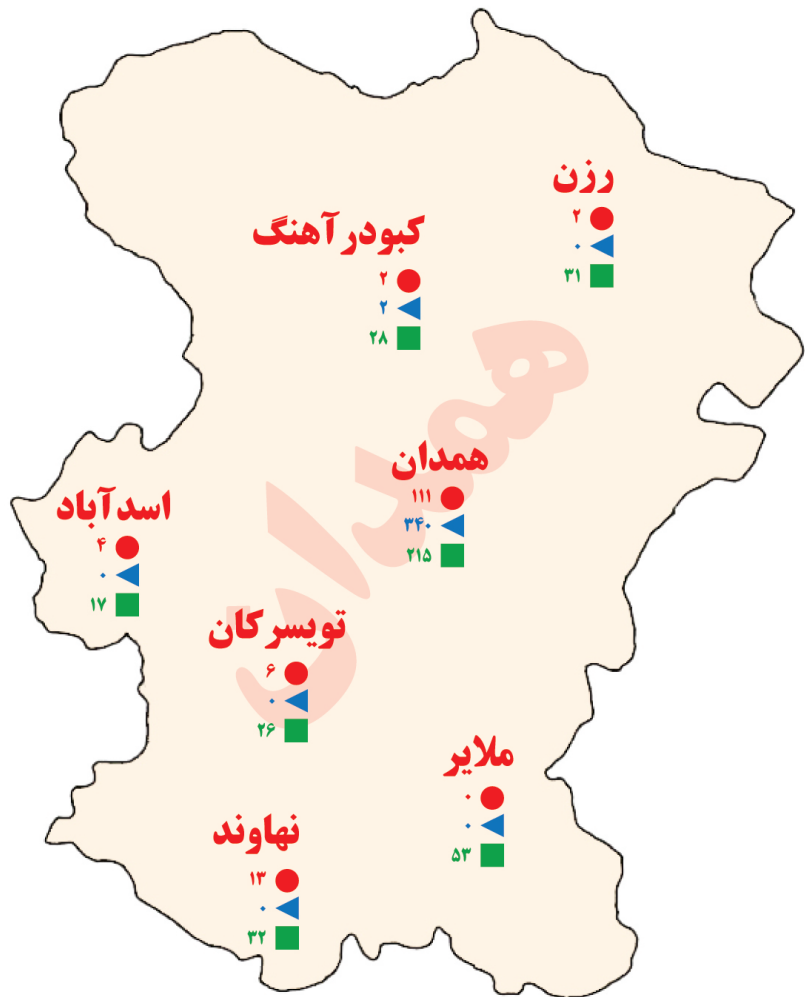 رزن
۲
۰
۳۱
کبودرآهنگ
۲
۲
۲۸
همدان
همدان
۱۱۱
۳۴۰
۲۱۵
اسدآباد
۴
۰
۱۷
تویسرکان
۶
۰
۲۶
ملایر
۰
۰
۵۳
نهاوند
۱۳
۰
۳۲